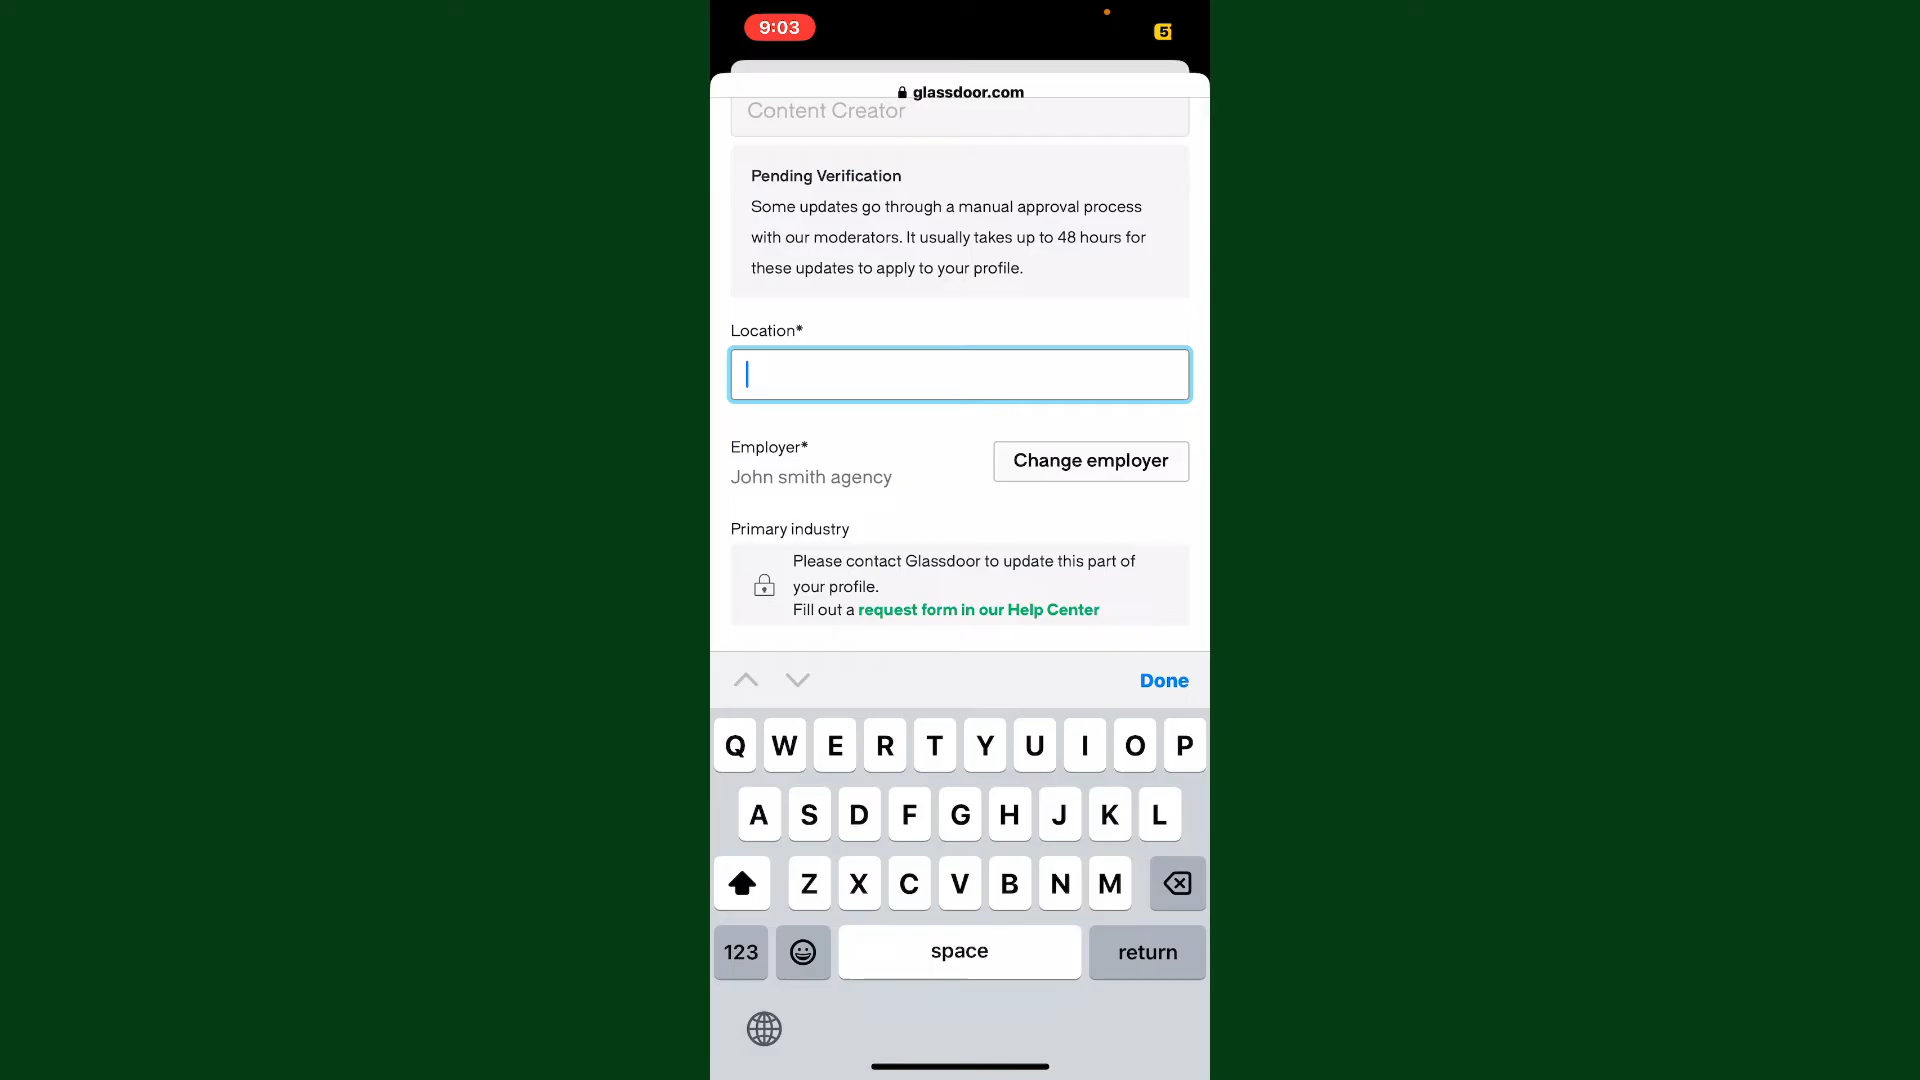 9:03
5
glassdoor.com
Content Creator
Pending Verification
Some updates go through a manual approval process
with our moderators. It usually takes up to 48 hours for
these updates to apply to your profile.
Location*
Employer*
John smith agency
Change employer
Primary industry
Please contact Glassdoor to update this part of
your profile.
Fill out a request form in our Help Center
Done
Q W E R T Y U I O P
A S D F G H J K L
Z X C V B N M
123 space return